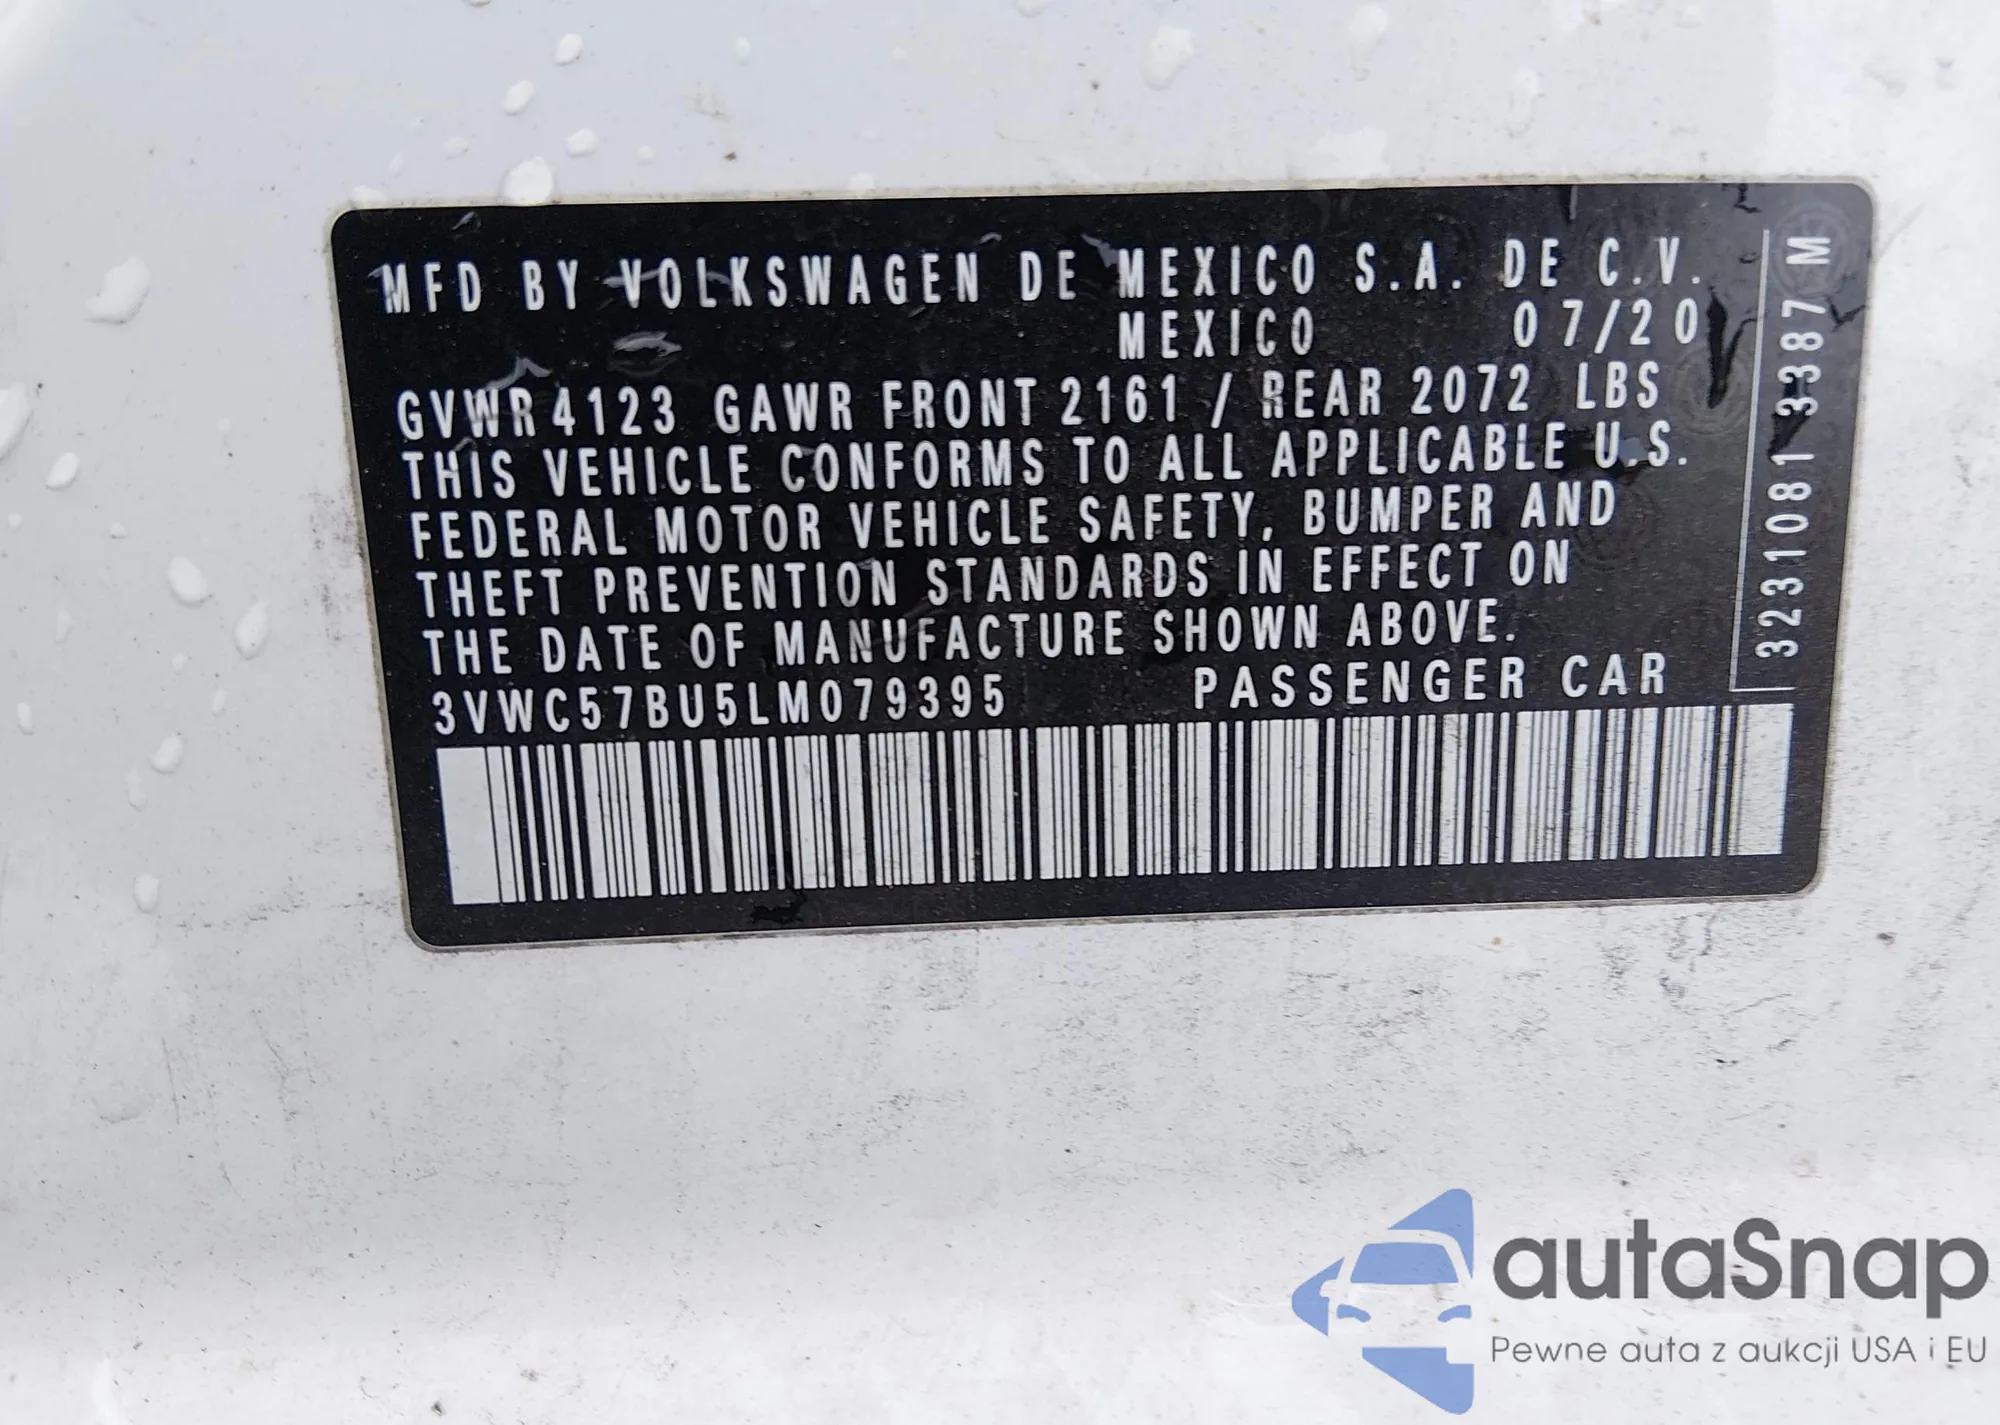 MFD BY VOLKSWAGEN DE MEXICO S.A. DE C.V.
MEXICO 07/20
GVWR 4123 GAWR FRONT 2161 / REAR 2072 LBS
THIS VEHICLE CONFORMS TO ALL APPLICABLE U.S.
FEDERAL MOTOR VEHICLE SAFETY, BUMPER AND
THEFT PREVENTION STANDARDS IN EFFECT ON
THE DATE OF MANUFACTURE SHOWN ABOVE.
3VWC57BU5LM079395 PASSENGER CAR
3231081 3387 M
autaSnap
Pewne auta z aukcji USA i EU